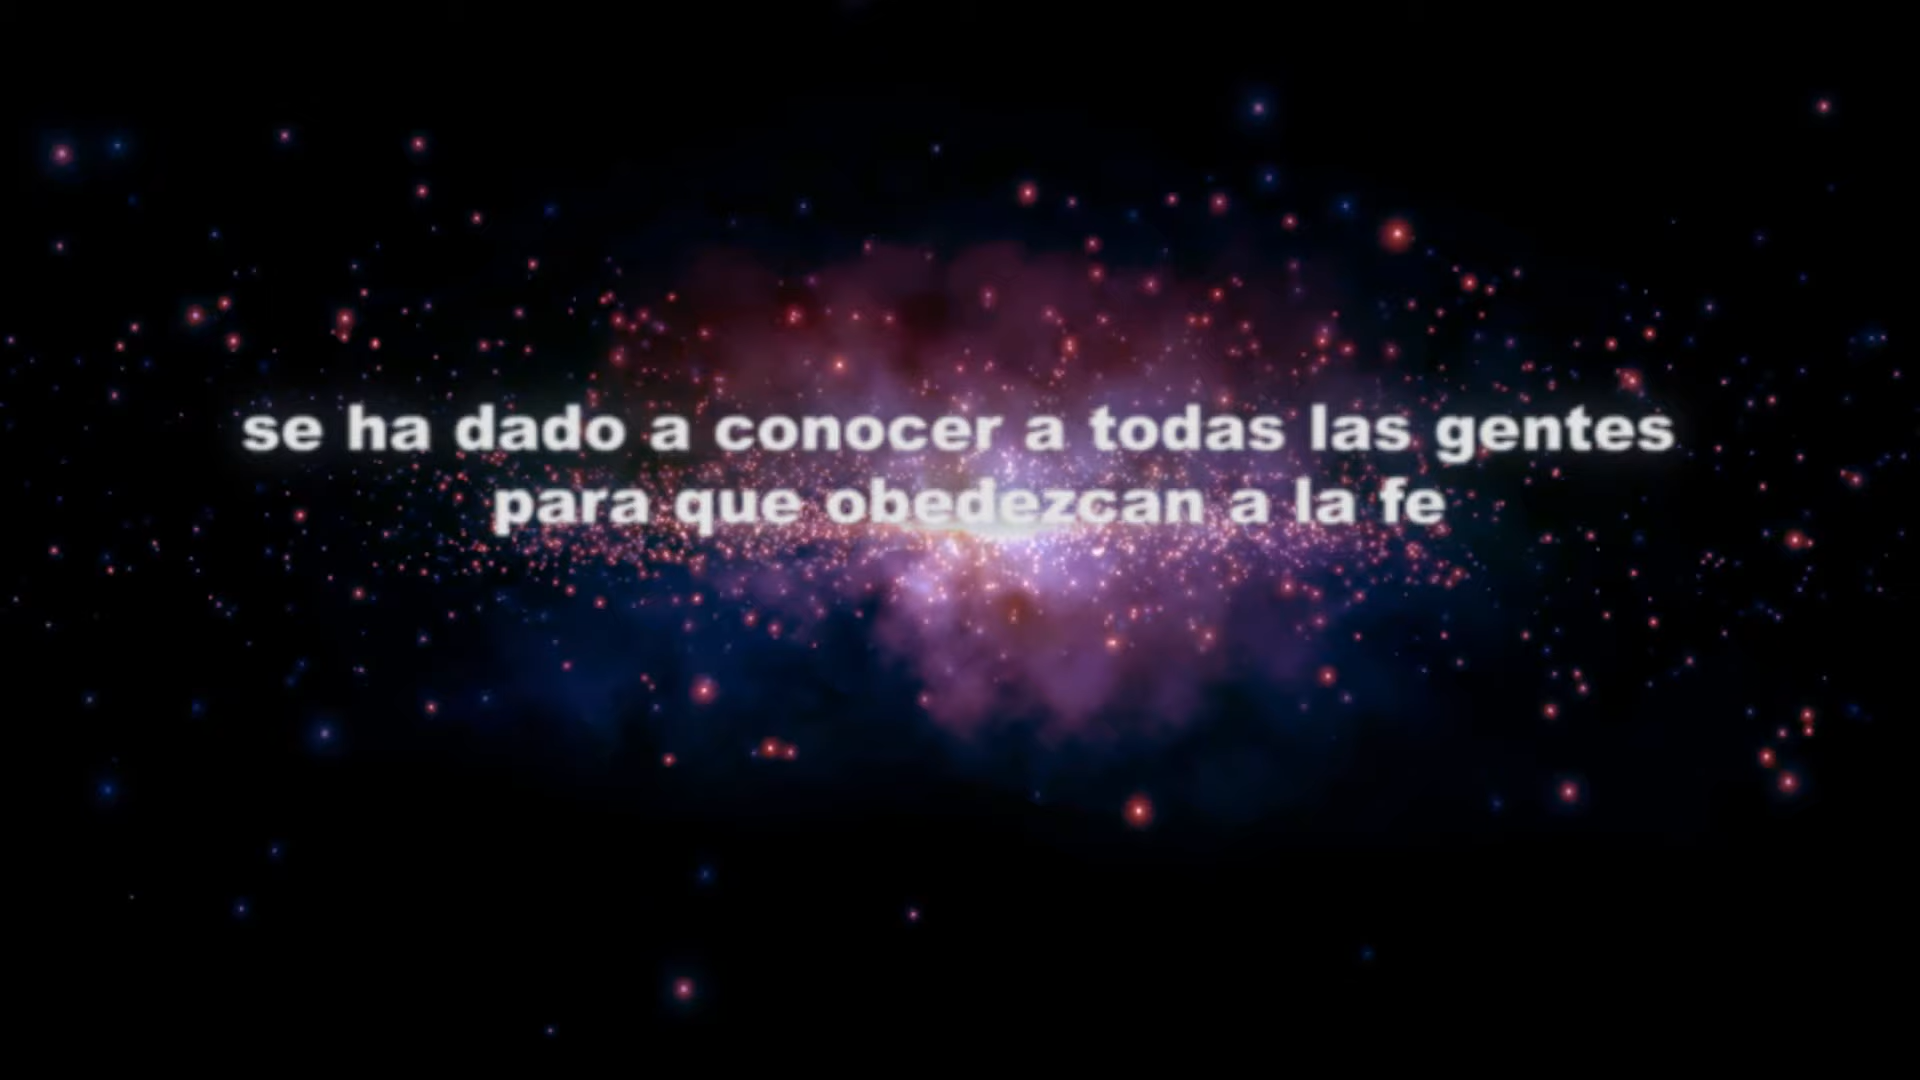 se ha dado a conocer a todas las gentes
para que obedezcan a la fe